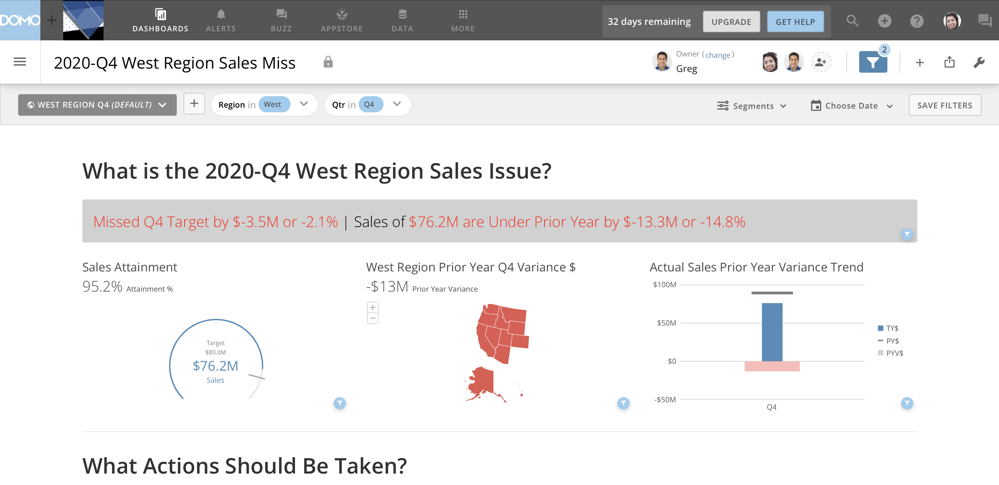 DOMO
DASHBOARDS
ALERTS
BUZZ
APPSTORE
DATA
MORE
32 days remaining
UPGRADE
GET HELP
2020-Q4 West Region Sales Miss
Owner (change)
Greg
2
WEST REGION Q4 (DEFAULT)
Region in West
Qtr in Q4
Segments
Choose Date
SAVE FILTERS
What is the 2020-Q4 West Region Sales Issue?
Missed Q4 Target by $-3.5M or -2.1% | Sales of $76.2M are Under Prior Year by $-13.3M or -14.8%
Sales Attainment
95.2% Attainment %
Target
$80.0M
$76.2M
Sales
West Region Prior Year Q4 Variance $
-$13M Prior Year Variance
+
−
Actual Sales Prior Year Variance Trend
$100M
$50M
$0
-$50M
Q4
TY$
PY$
PYV$
What Actions Should Be Taken?